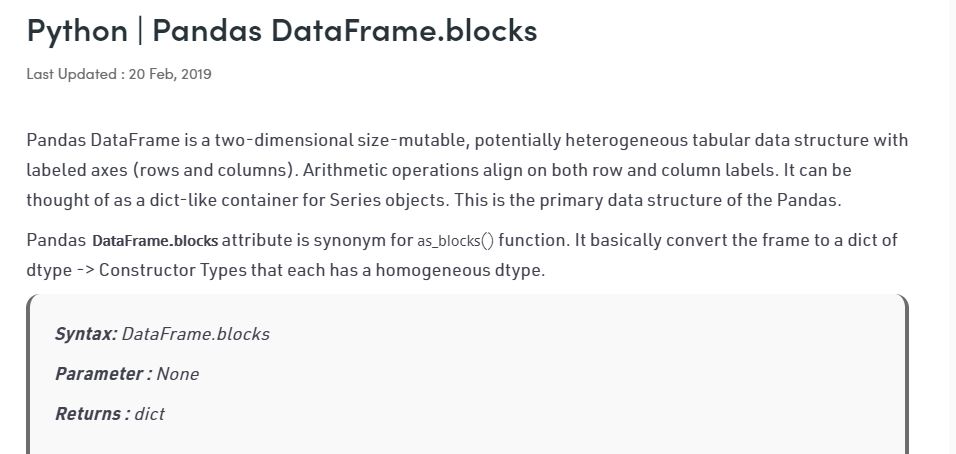 Python | Pandas DataFrame.blocks
Last Updated : 20 Feb, 2019
Pandas DataFrame is a two-dimensional size-mutable, potentially heterogeneous tabular data structure with
labeled axes (rows and columns). Arithmetic operations align on both row and column labels. It can be
thought of as a dict-like container for Series objects. This is the primary data structure of the Pandas.
Pandas DataFrame.blocks attribute is synonym for as_blocks() function. It basically convert the frame to a dict of
dtype -> Constructor Types that each has a homogeneous dtype.
Syntax: DataFrame.blocks
Parameter : None
Returns : dict